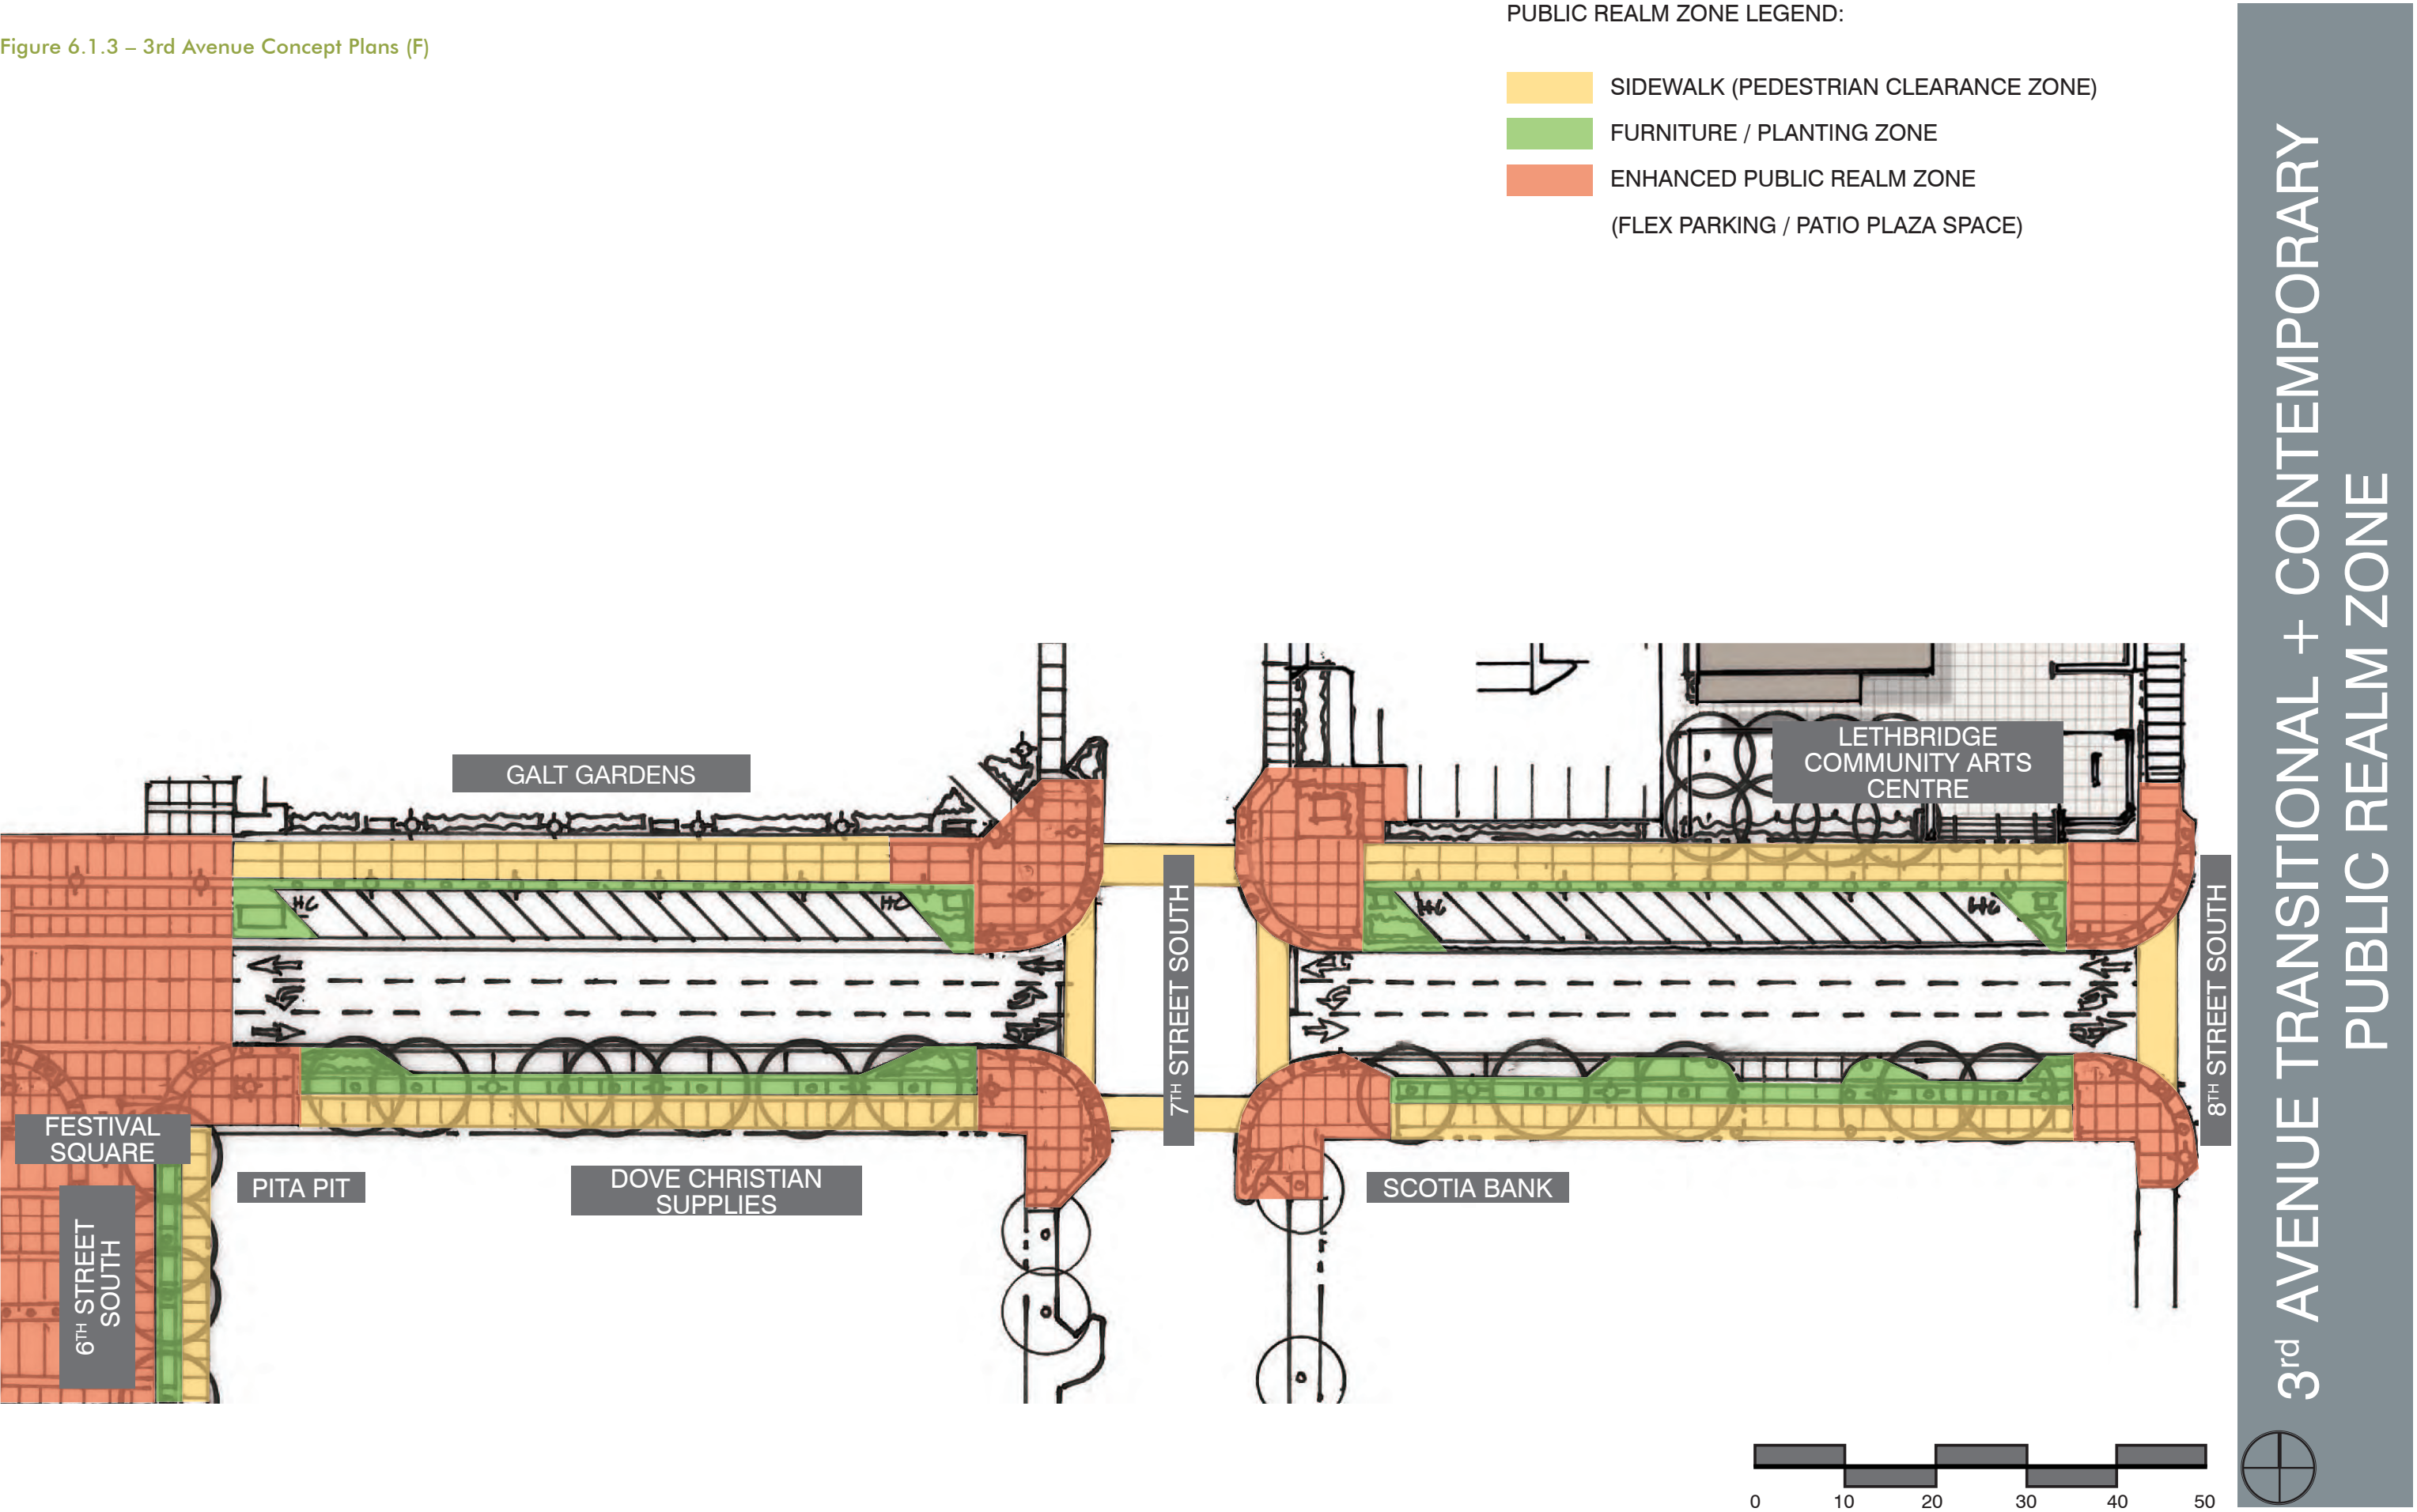 Figure 6.1.3 – 3rd Avenue Concept Plans (F)
PUBLIC REALM ZONE LEGEND:
SIDEWALK (PEDESTRIAN CLEARANCE ZONE)
FURNITURE / PLANTING ZONE
ENHANCED PUBLIC REALM ZONE
(FLEX PARKING / PATIO PLAZA SPACE)
3rd AVENUE TRANSITIONAL + CONTEMPORARY
PUBLIC REALM ZONE
GALT GARDENS
LETHBRIDGE
COMMUNITY ARTS
CENTRE
HC
HC
HC
HC
7TH STREET SOUTH
8TH STREET SOUTH
FESTIVAL
SQUARE
PITA PIT
DOVE CHRISTIAN
SUPPLIES
SCOTIA BANK
6TH STREET
SOUTH
0 10 20 30 40 50